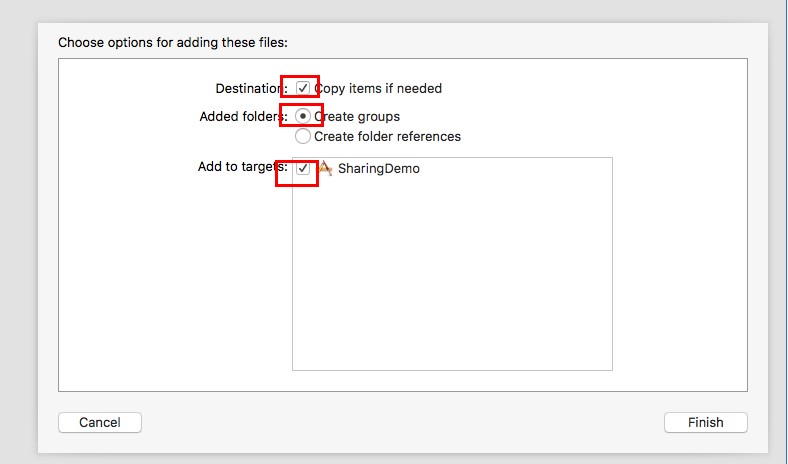 Choose options for adding these files:
Destination: Copy items if needed
Added folders: Create groups
Create folder references
Add to targets: SharingDemo
Cancel Finish